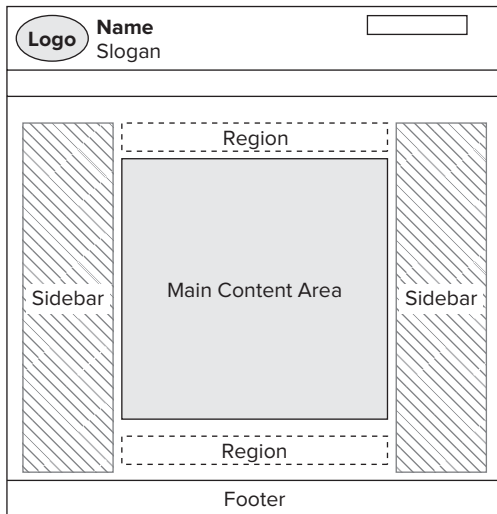 Logo
Name
Slogan
Region
Sidebar
Main Content Area
Sidebar
Region
Footer